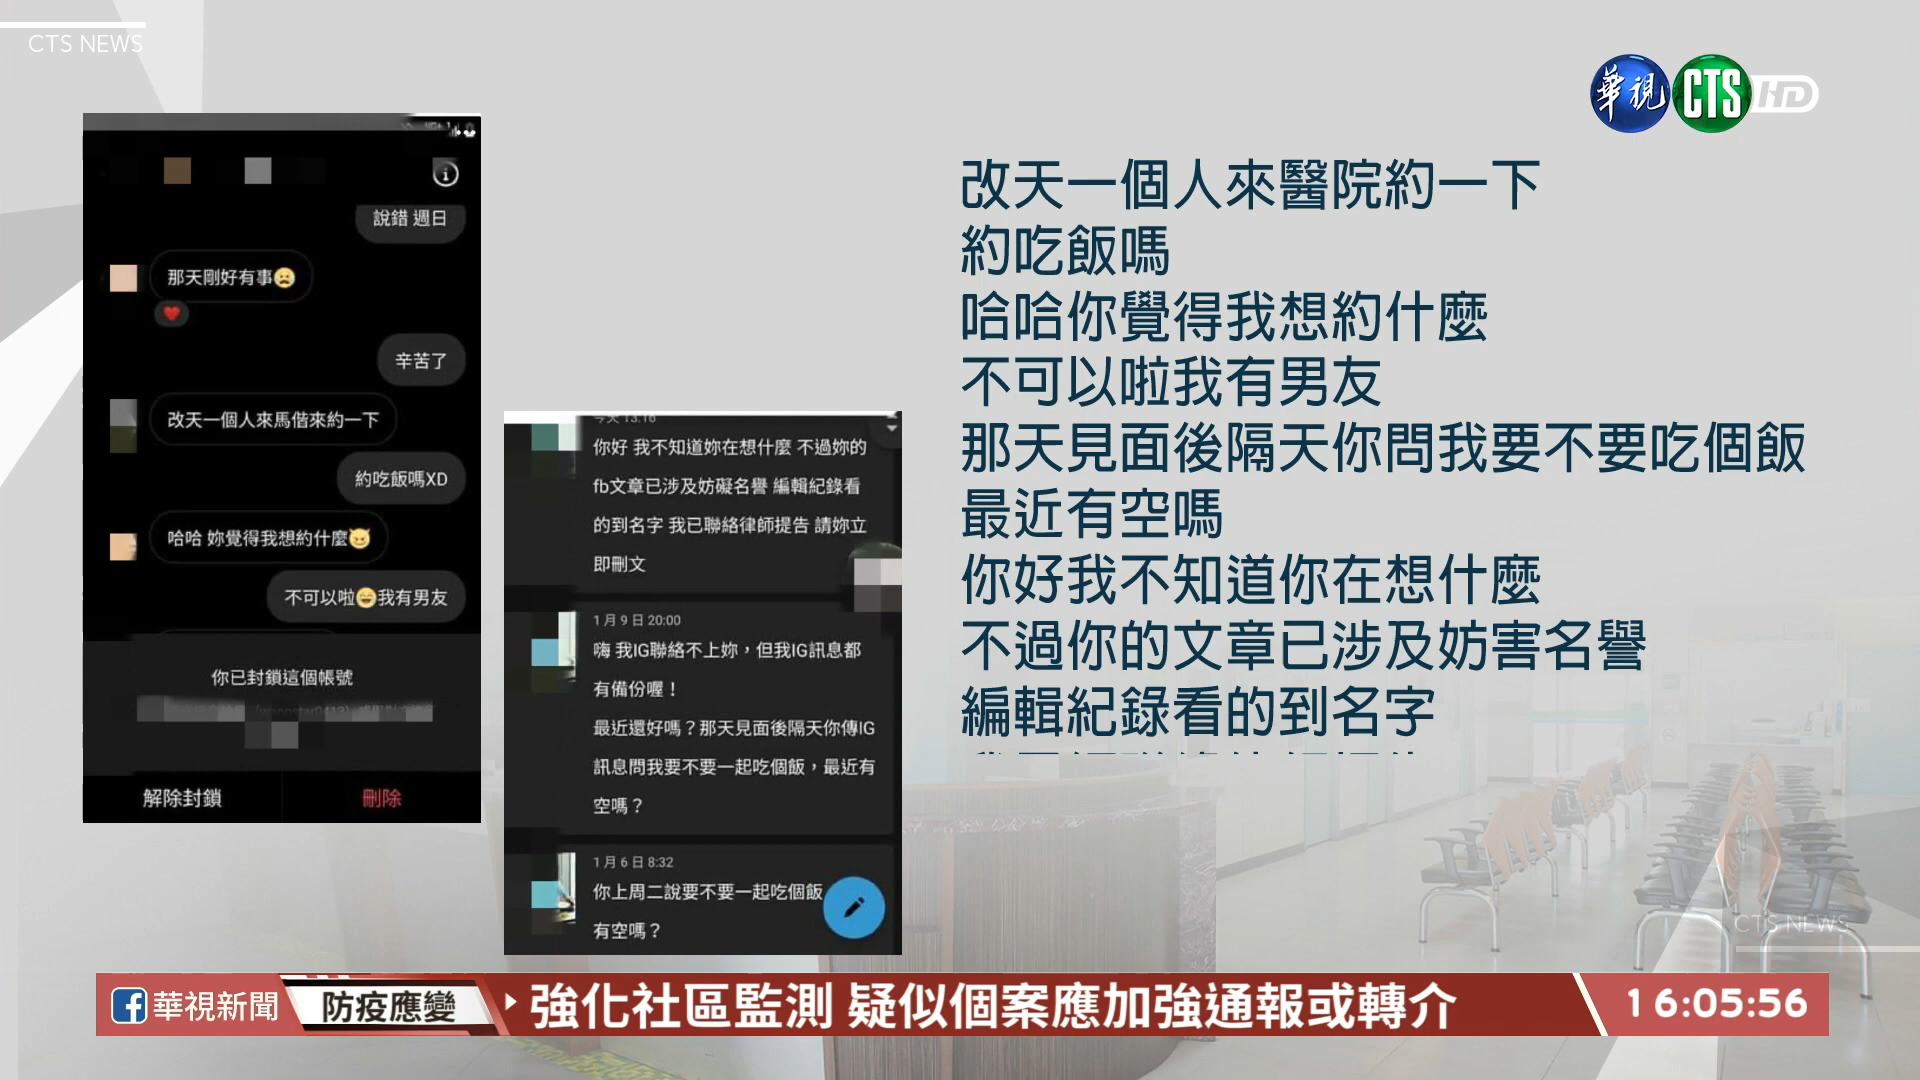 CTS NEWS
華視 CTS HD
說錯 週日
那天剛好有事😣
❤️
辛苦了
改天一個人來馬偕來約一下
約吃飯嗎XD
哈哈 妳覺得我想約什麼😈
不可以啦😄我有男友
你已封鎖這個帳號
解除封鎖 刪除
今天 13:16
你好 我不知道妳在想什麼 不過妳的
fb文章已涉及妨礙名譽 編輯紀錄看
的到名字 我已聯絡律師提告 請妳立
即刪文
1月9日 20:00
嗨 我IG聯絡不上妳，但我IG訊息都
有備份喔！
最近還好嗎？那天見面後隔天你傳IG
訊息問我要不要一起吃個飯，最近有
空嗎？
1月6日 8:32
你上周二說要不要一起吃個飯
有空嗎？
改天一個人來醫院約一下
約吃飯嗎
哈哈你覺得我想約什麼
不可以啦我有男友
那天見面後隔天你問我要不要吃個飯
最近有空嗎
你好我不知道你在想什麼
不過你的文章已涉及妨害名譽
編輯紀錄看的到名字
CTS NEWS
華視新聞 防疫應變 強化社區監測 疑似個案應加強通報或轉介 16:05:56